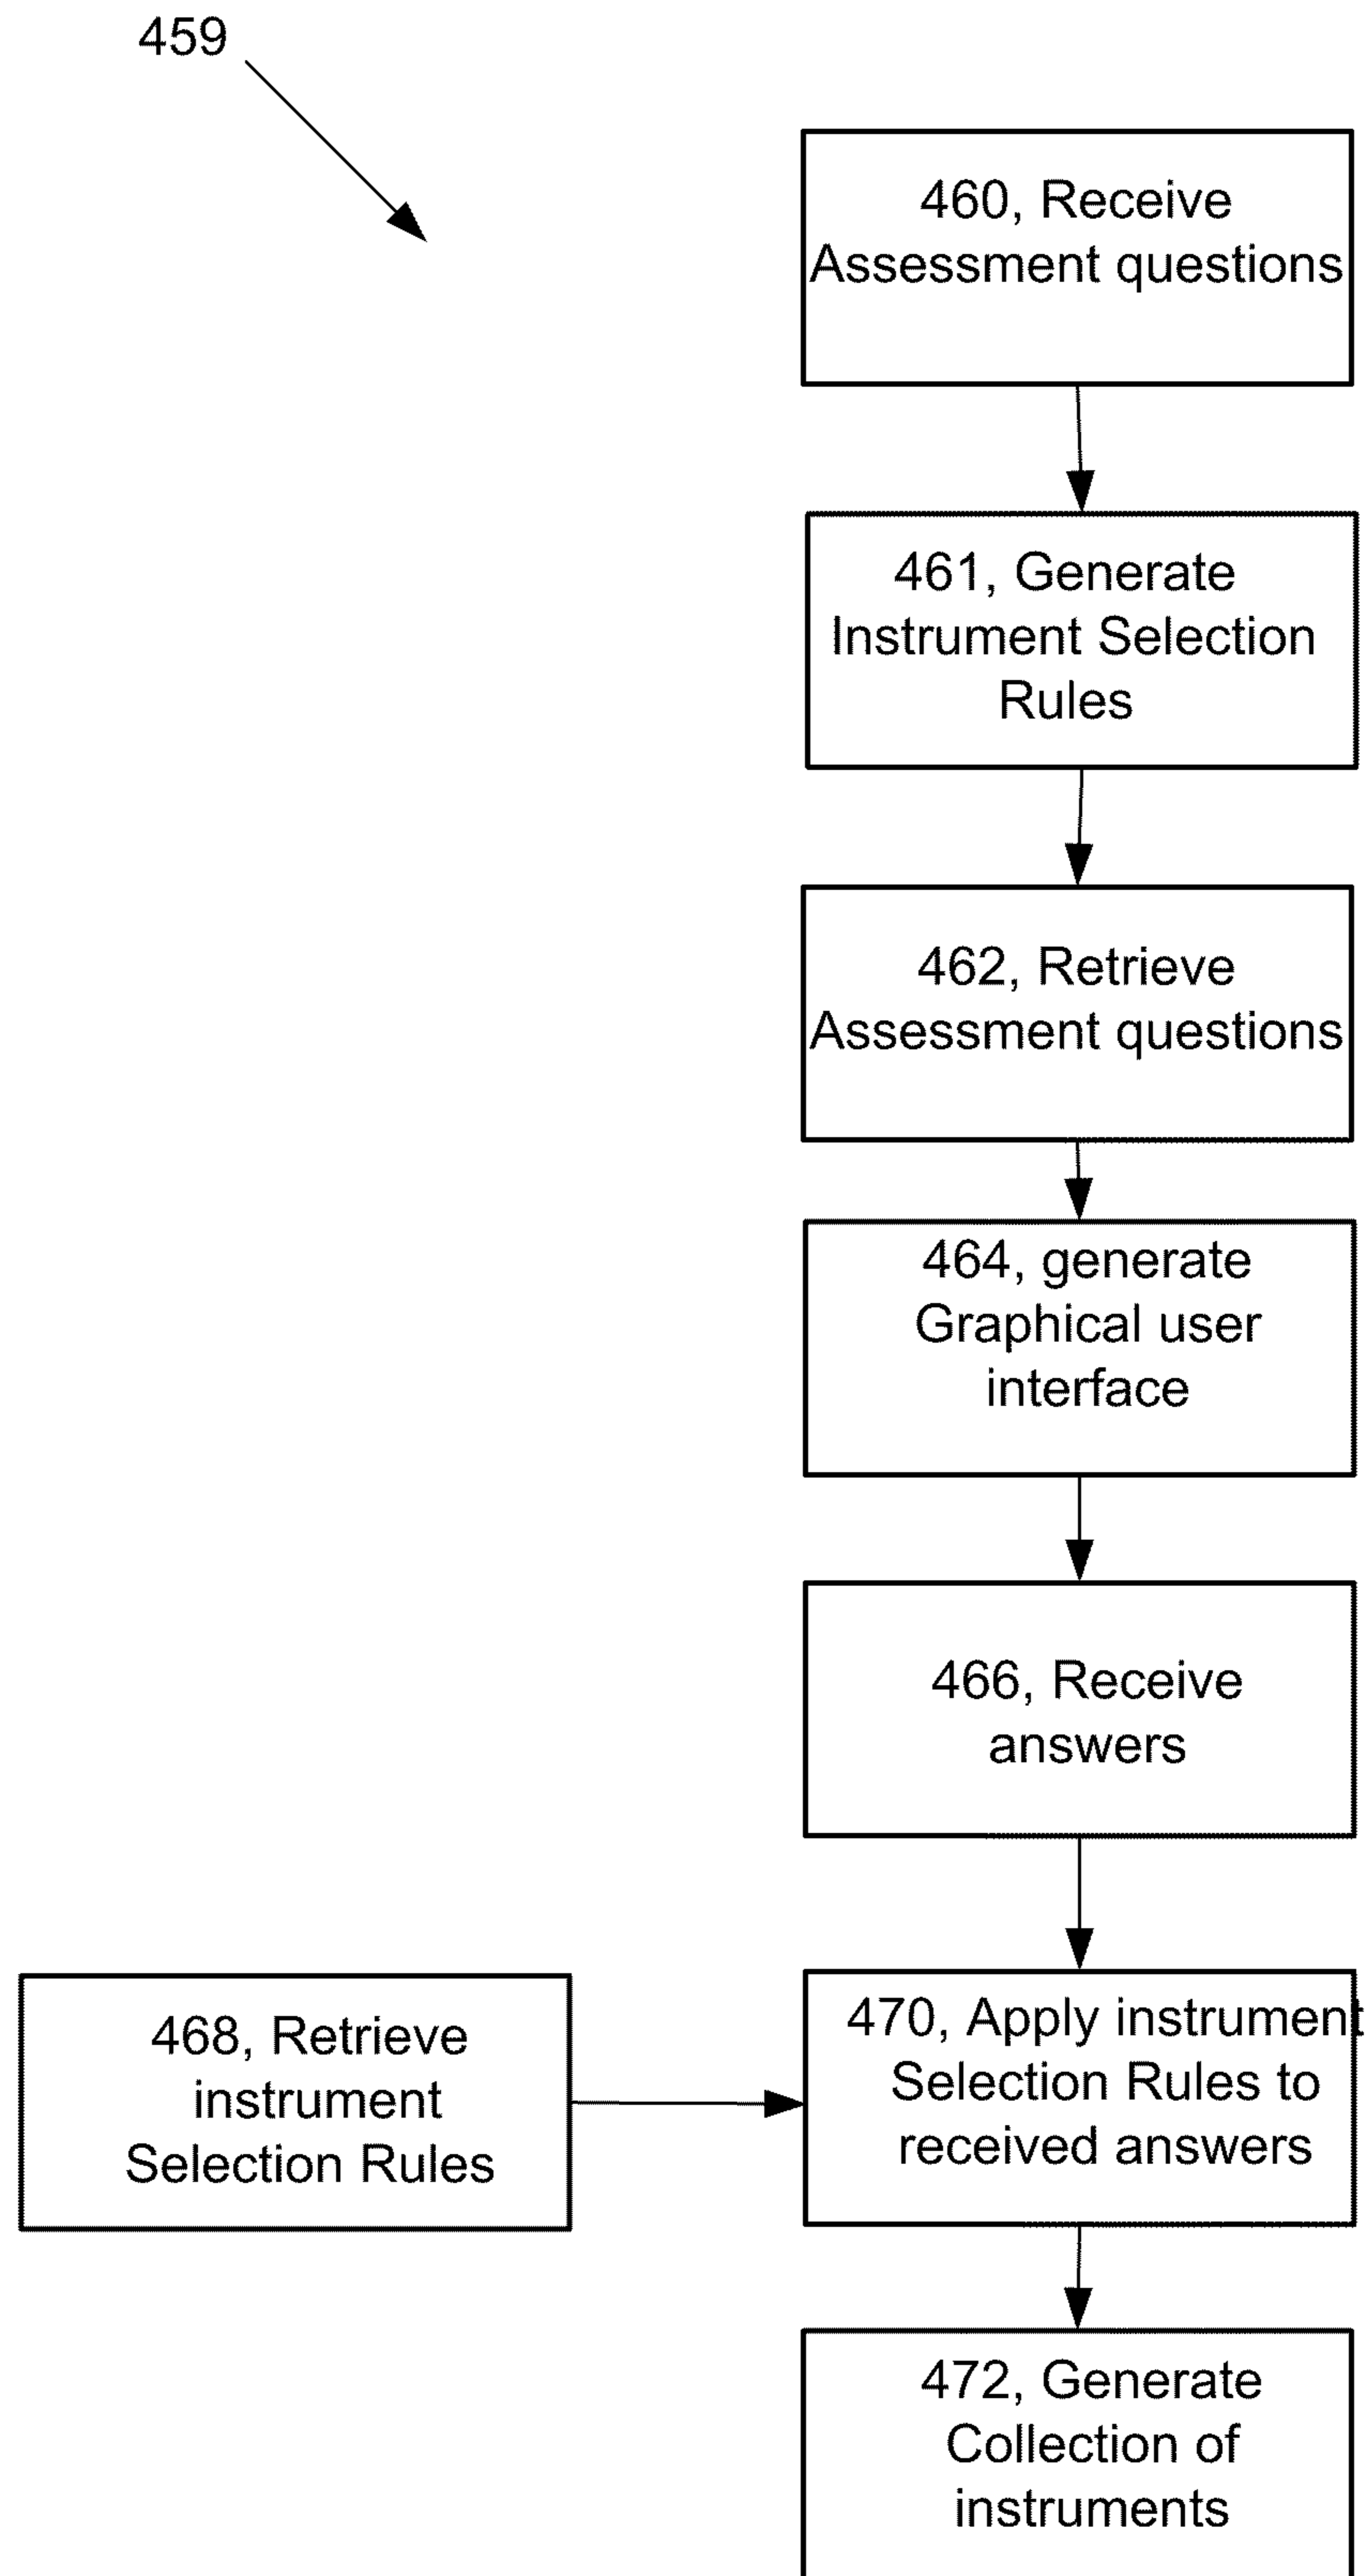 459
460, Receive
Assessment questions
461, Generate
Instrument Selection
Rules
462, Retrieve
Assessment questions
464, generate
Graphical user
interface
466, Receive
answers
468, Retrieve
instrument
Selection Rules
470, Apply instrument
Selection Rules to
received answers
472, Generate
Collection of
instruments